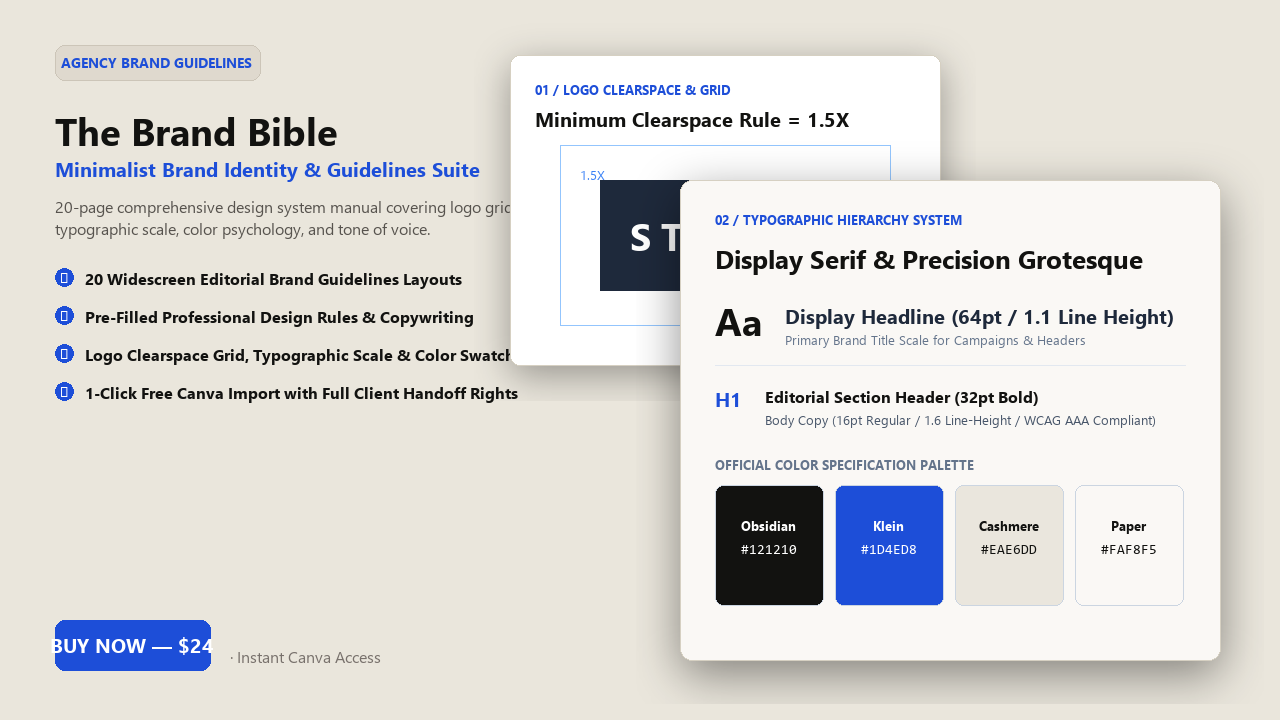 AGENCY BRAND GUIDELINES
The Brand Bible
Minimalist Brand Identity & Guidelines Suite
20-page comprehensive design system manual covering logo grid
typographic scale, color psychology, and tone of voice.
20 Widescreen Editorial Brand Guidelines Layouts
Pre-Filled Professional Design Rules & Copywriting
Logo Clearspace Grid, Typographic Scale & Color Swatch
1-Click Free Canva Import with Full Client Handoff Rights
BUY NOW — $24
· Instant Canva Access
01 / LOGO CLEARSPACE & GRID
Minimum Clearspace Rule = 1.5X
1.5X
S T
02 / TYPOGRAPHIC HIERARCHY SYSTEM
Display Serif & Precision Grotesque
Aa
Display Headline (64pt / 1.1 Line Height)
Primary Brand Title Scale for Campaigns & Headers
H1
Editorial Section Header (32pt Bold)
Body Copy (16pt Regular / 1.6 Line-Height / WCAG AAA Compliant)
OFFICIAL COLOR SPECIFICATION PALETTE
Obsidian
#121210
Klein
#1D4ED8
Cashmere
#EAE6DD
Paper
#FAF8F5